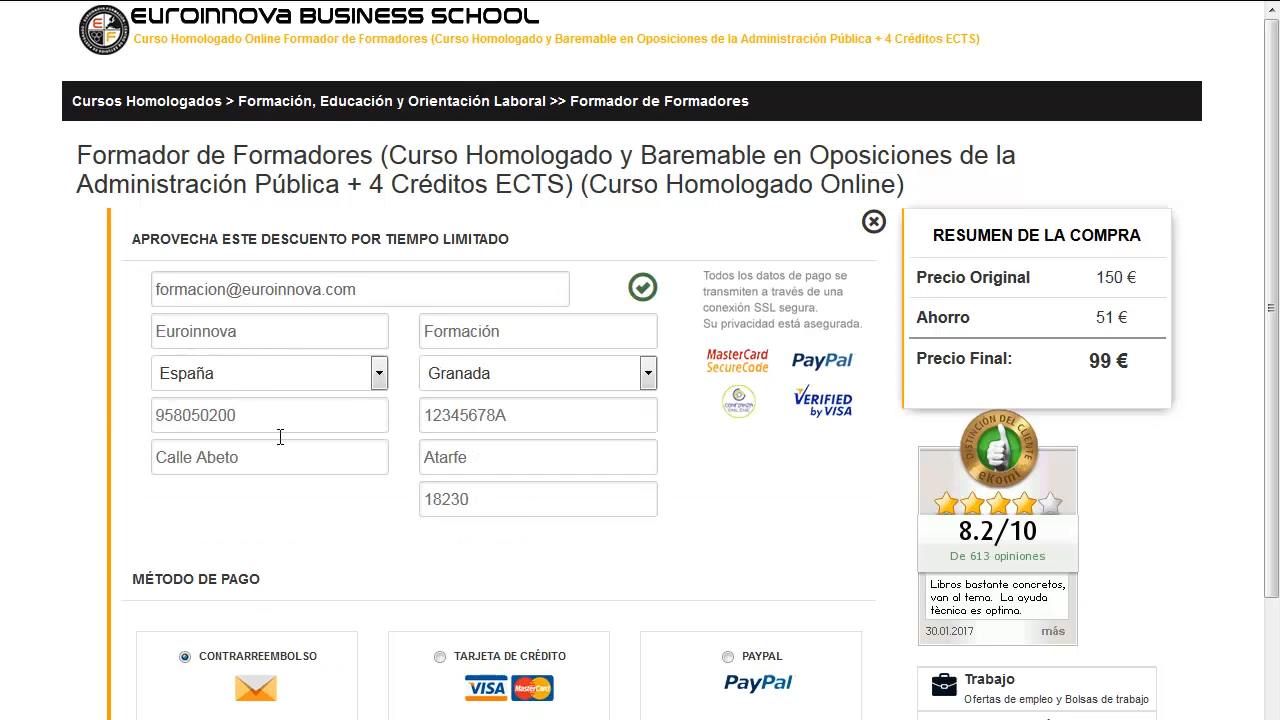 EUROINNOVA BUSINESS SCHOOL
Curso Homologado Online Formador de Formadores (Curso Homologado y Baremable en Oposiciones de la Administración Pública + 4 Créditos ECTS)
Cursos Homologados > Formación, Educación y Orientación Laboral >> Formador de Formadores
Formador de Formadores (Curso Homologado y Baremable en Oposiciones de la
Administración Pública + 4 Créditos ECTS) (Curso Homologado Online)
APROVECHA ESTE DESCUENTO POR TIEMPO LIMITADO
formacion@euroinnova.com
Euroinnova
Formación
España
Granada
958050200
12345678A
Calle Abeto
Atarfe
18230
Todos los datos de pago se
transmiten a través de una
conexión SSL segura.
Su privacidad está asegurada.
MasterCard
SecureCode
PayPal
CONFIANZA
ONLINE
VERIFIED
by VISA
RESUMEN DE LA COMPRA
Precio Original 150 €
Ahorro 51 €
Precio Final: 99 €
DISTINCIÓN DEL CLIENTE
eKomi
8.2/10
De 613 opiniones
Libros bastante concretos,
van al tema. La ayuda
tècnica es optima.
30.01.2017 más
Trabajo
Ofertas de empleo y Bolsas de trabajo
MÉTODO DE PAGO
CONTRARREEMBOLSO
TARJETA DE CRÉDITO
VISA MasterCard
PAYPAL
PayPal